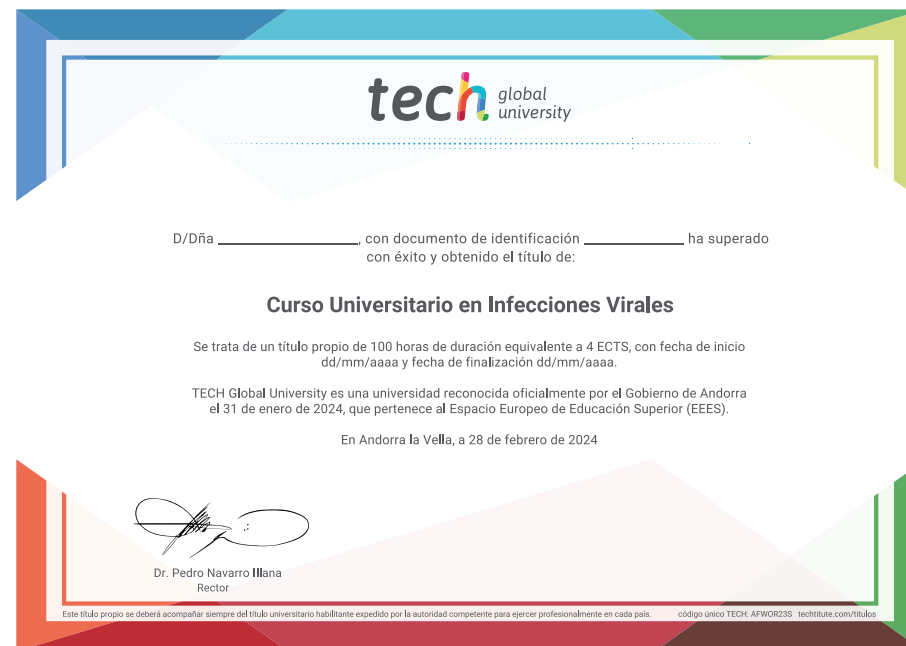 tech global
university
D/Dña ____________________, con documento de identificación ______________ ha superado
con éxito y obtenido el título de:
Curso Universitario en Infecciones Virales
Se trata de un título propio de 100 horas de duración equivalente a 4 ECTS, con fecha de inicio
dd/mm/aaaa y fecha de finalización dd/mm/aaaa.
TECH Global University es una universidad reconocida oficialmente por el Gobierno de Andorra
el 31 de enero de 2024, que pertenece al Espacio Europeo de Educación Superior (EEES).
En Andorra la Vella, a 28 de febrero de 2024
Dr. Pedro Navarro Illana
Rector
Este título propio se deberá acompañar siempre del título universitario habilitante expedido por la autoridad competente para ejercer profesionalmente en cada país. código único TECH: AFWOR23S techtitute.com/titulos